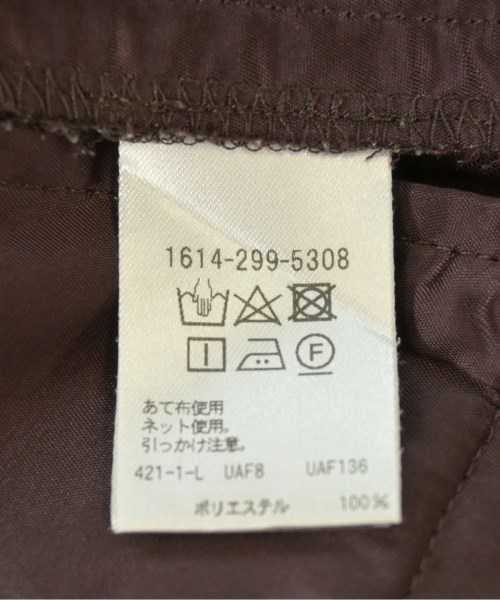 1614-299-5308
F
あて布使用
ネット使用。
引っかけ注意。
421-1-L UAF8 UAF136
ポリエステル 100%